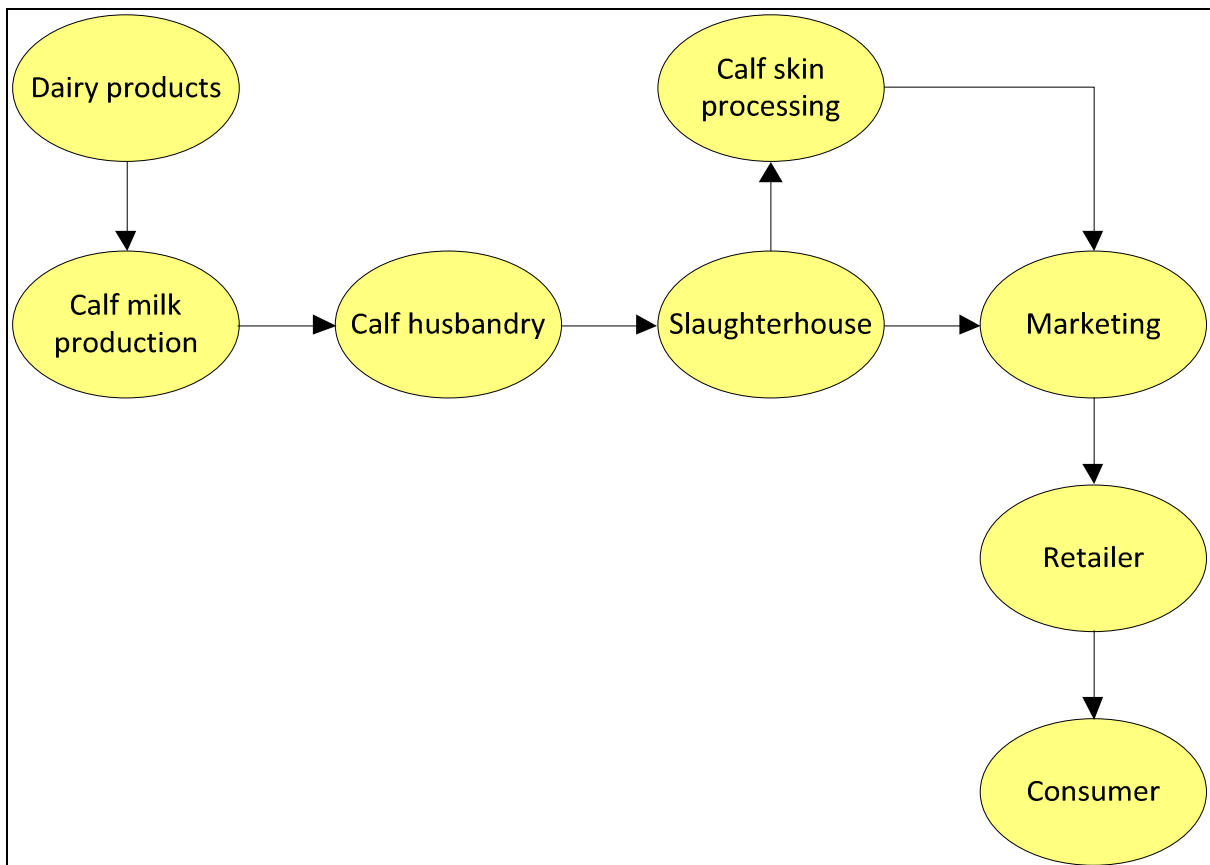 Dairy products
Calf skin
processing
Calf milk
production
Calf husbandry
Slaughterhouse
Marketing
Retailer
Consumer